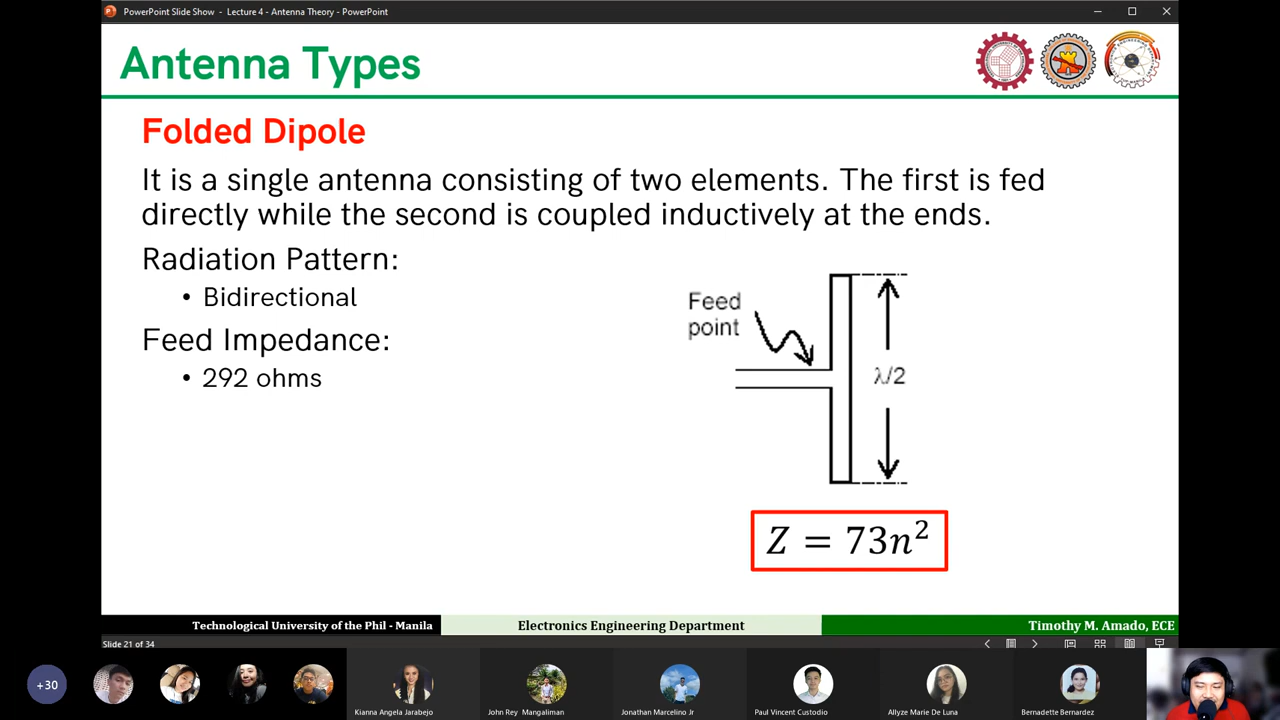 PowerPoint Slide Show - Lecture 4 - Antenna Theory - PowerPoint
Antenna Types
Folded Dipole
It is a single antenna consisting of two elements. The first is fed
directly while the second is coupled inductively at the ends.
Radiation Pattern:
• Bidirectional
Feed Impedance:
• 292 ohms
Feed
point
λ/2
Z = 73n²
Technological University of the Phil - Manila
Electronics Engineering Department
Timothy M. Amado, ECE
Slide 21 of 34
+30
Kianna Angela Jarabejo
John Rey Mangaliman
Jonathan Marcelino Jr
Paul Vincent Custodio
Allyze Marie De Luna
Bernadette Bernardez